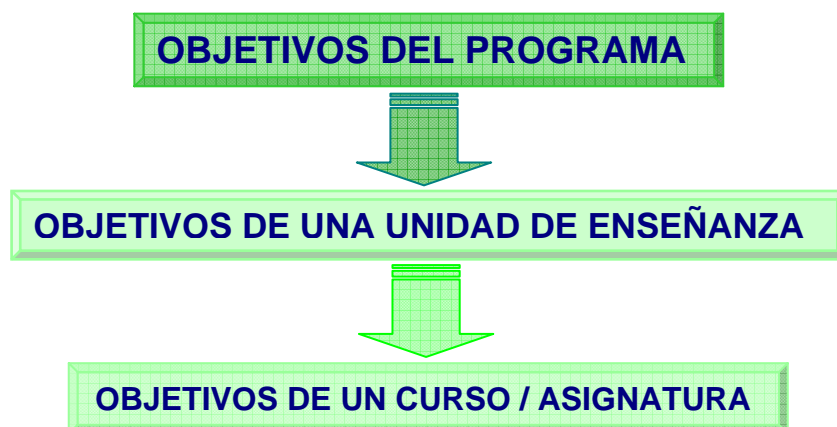 OBJETIVOS DEL PROGRAMA
OBJETIVOS DE UNA UNIDAD DE ENSEÑANZA
OBJETIVOS DE UN CURSO / ASIGNATURA